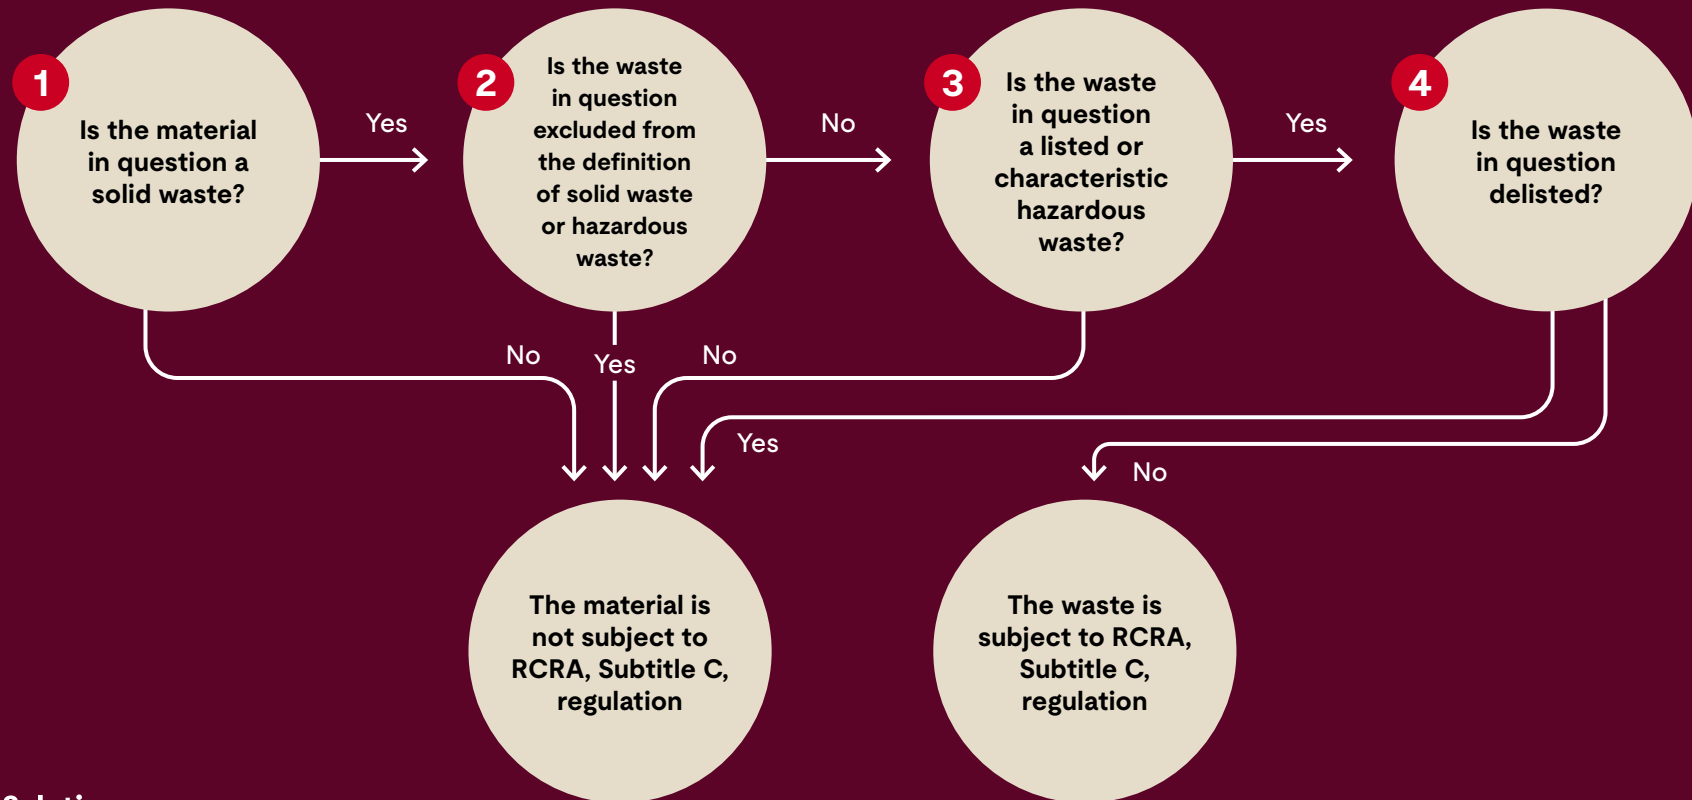 1
Is the material
in question a
solid waste?
Yes
2
Is the waste
in question
excluded from
the definition
of solid waste
or hazardous
waste?
No
3
Is the waste
in question
a listed or
characteristic
hazardous
waste?
Yes
4
Is the waste
in question
delisted?
No
Yes
No
Yes
No
The material is
not subject to
RCRA, Subtitle C,
regulation
The waste is
subject to RCRA,
Subtitle C,
regulation